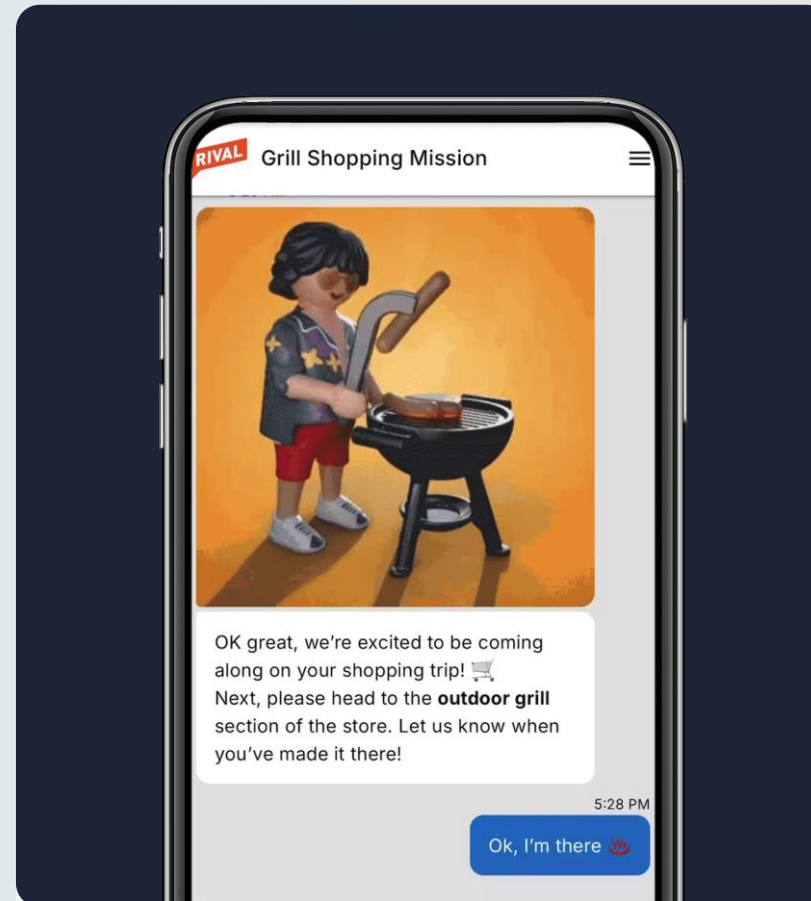 RIVAL
Grill Shopping Mission
OK great, we’re excited to be coming
along on your shopping trip! 🛒
Next, please head to the outdoor grill
section of the store. Let us know when
you’ve made it there!
5:28 PM
Ok, I’m there ♨️